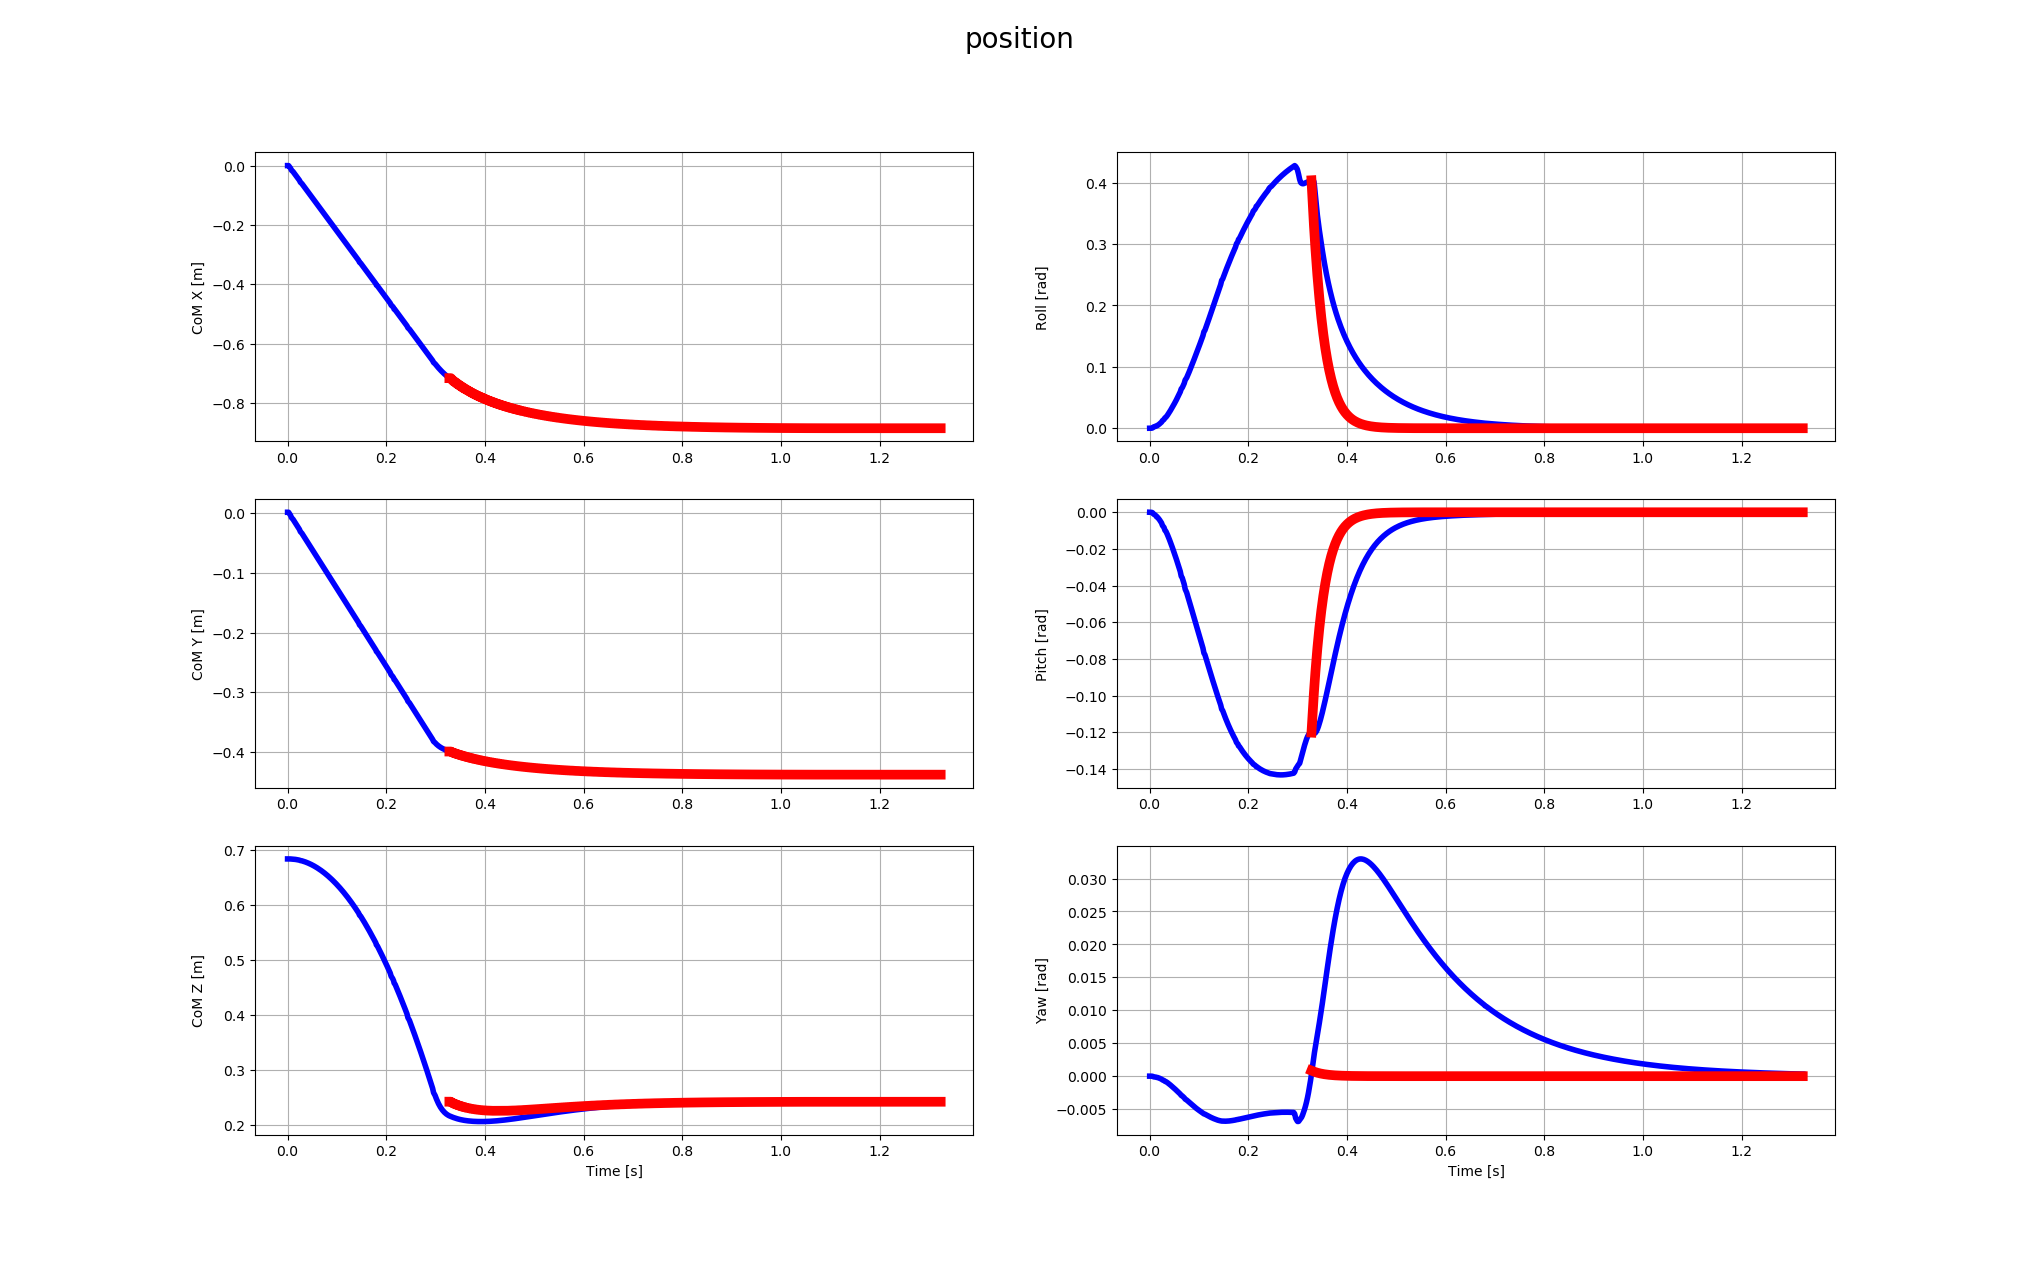 position
CoM X [m]
0.0
−0.2
−0.4
−0.6
−0.8
0.0 0.2 0.4 0.6 0.8 1.0 1.2
Roll [rad]
0.4
0.3
0.2
0.1
0.0
0.0 0.2 0.4 0.6 0.8 1.0 1.2
CoM Y [m]
0.0
−0.1
−0.2
−0.3
−0.4
0.0 0.2 0.4 0.6 0.8 1.0 1.2
Pitch [rad]
0.00
−0.02
−0.04
−0.06
−0.08
−0.10
−0.12
−0.14
0.0 0.2 0.4 0.6 0.8 1.0 1.2
CoM Z [m]
0.7
0.6
0.5
0.4
0.3
0.2
0.0 0.2 0.4 0.6 0.8 1.0 1.2
Time [s]
Yaw [rad]
0.030
0.025
0.020
0.015
0.010
0.005
0.000
−0.005
0.0 0.2 0.4 0.6 0.8 1.0 1.2
Time [s]